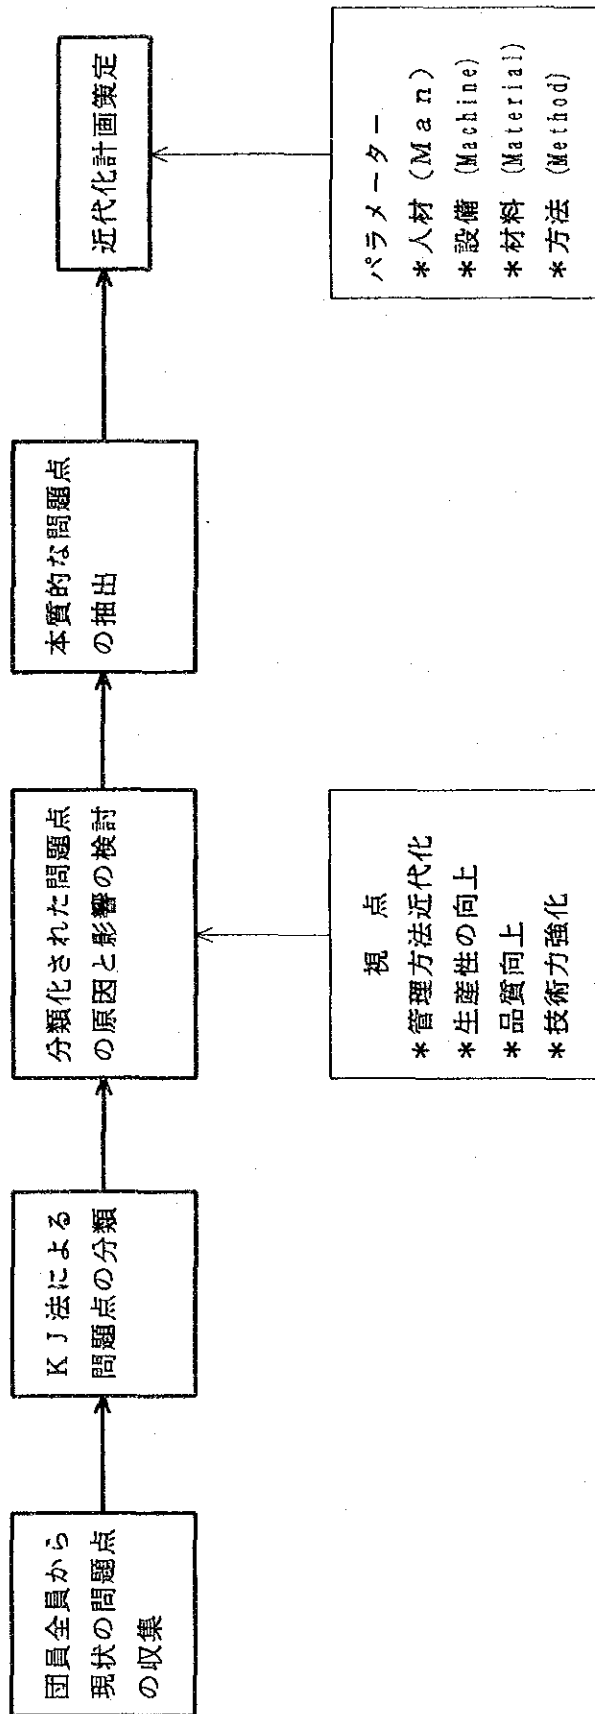 団員全員から
現状の問題点
の収集
ＫＪ法による
問題点の分類
分類化された問題点
の原因と影響の検討
本質的な問題点
の抽出
近代化計画策定
視　点
＊管理方法近代化
＊生産性の向上
＊品質向上
＊技術力強化
パラメーター
＊人材（Ｍａｎ）
＊設備 (Machine)
＊材料 (Material)
＊方法 (Method)